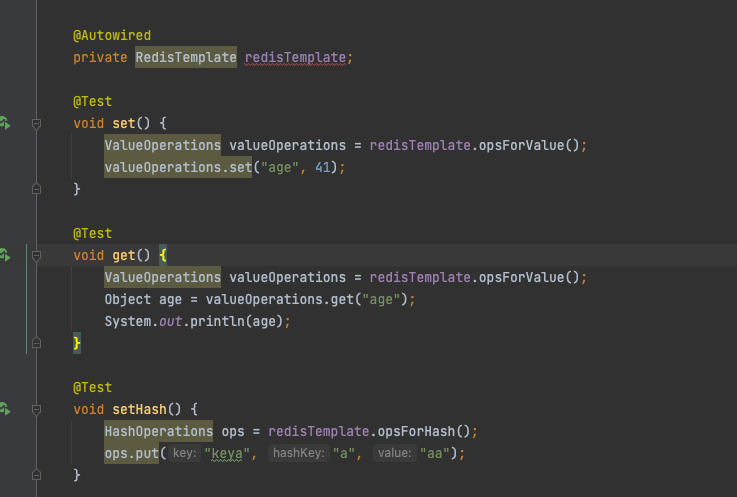 @Autowired
private RedisTemplate redisTemplate;
@Test
void set() {
ValueOperations valueOperations = redisTemplate.opsForValue();
valueOperations.set("age", 41);
}
@Test
void get() {
ValueOperations valueOperations = redisTemplate.opsForValue();
Object age = valueOperations.get("age");
System.out.println(age);
}
@Test
void setHash() {
HashOperations ops = redisTemplate.opsForHash();
ops.put( key: "keya", hashKey: "a", value: "aa");
}